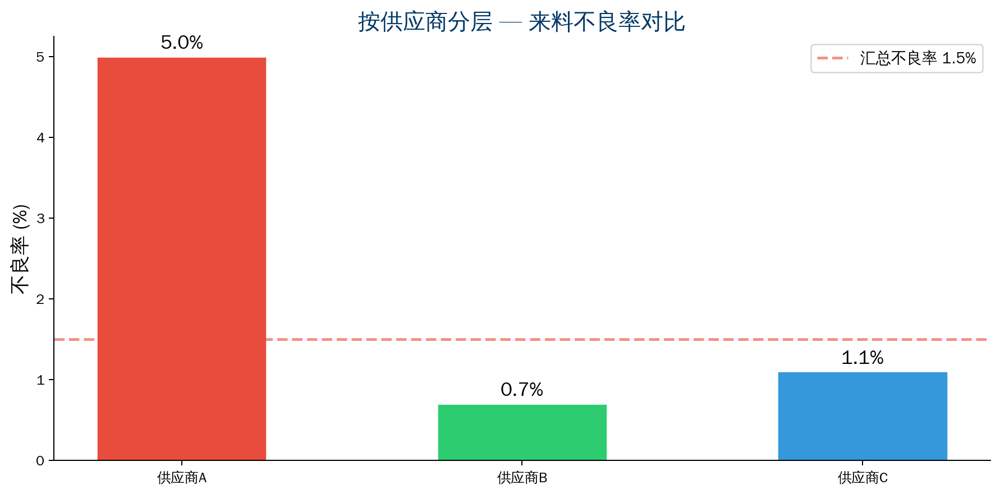 按供应商分层 — 来料不良率对比
汇总不良率 1.5%
不良率 (%)
5
4
3
2
1
0
5.0%
0.7%
1.1%
供应商A
供应商B
供应商C